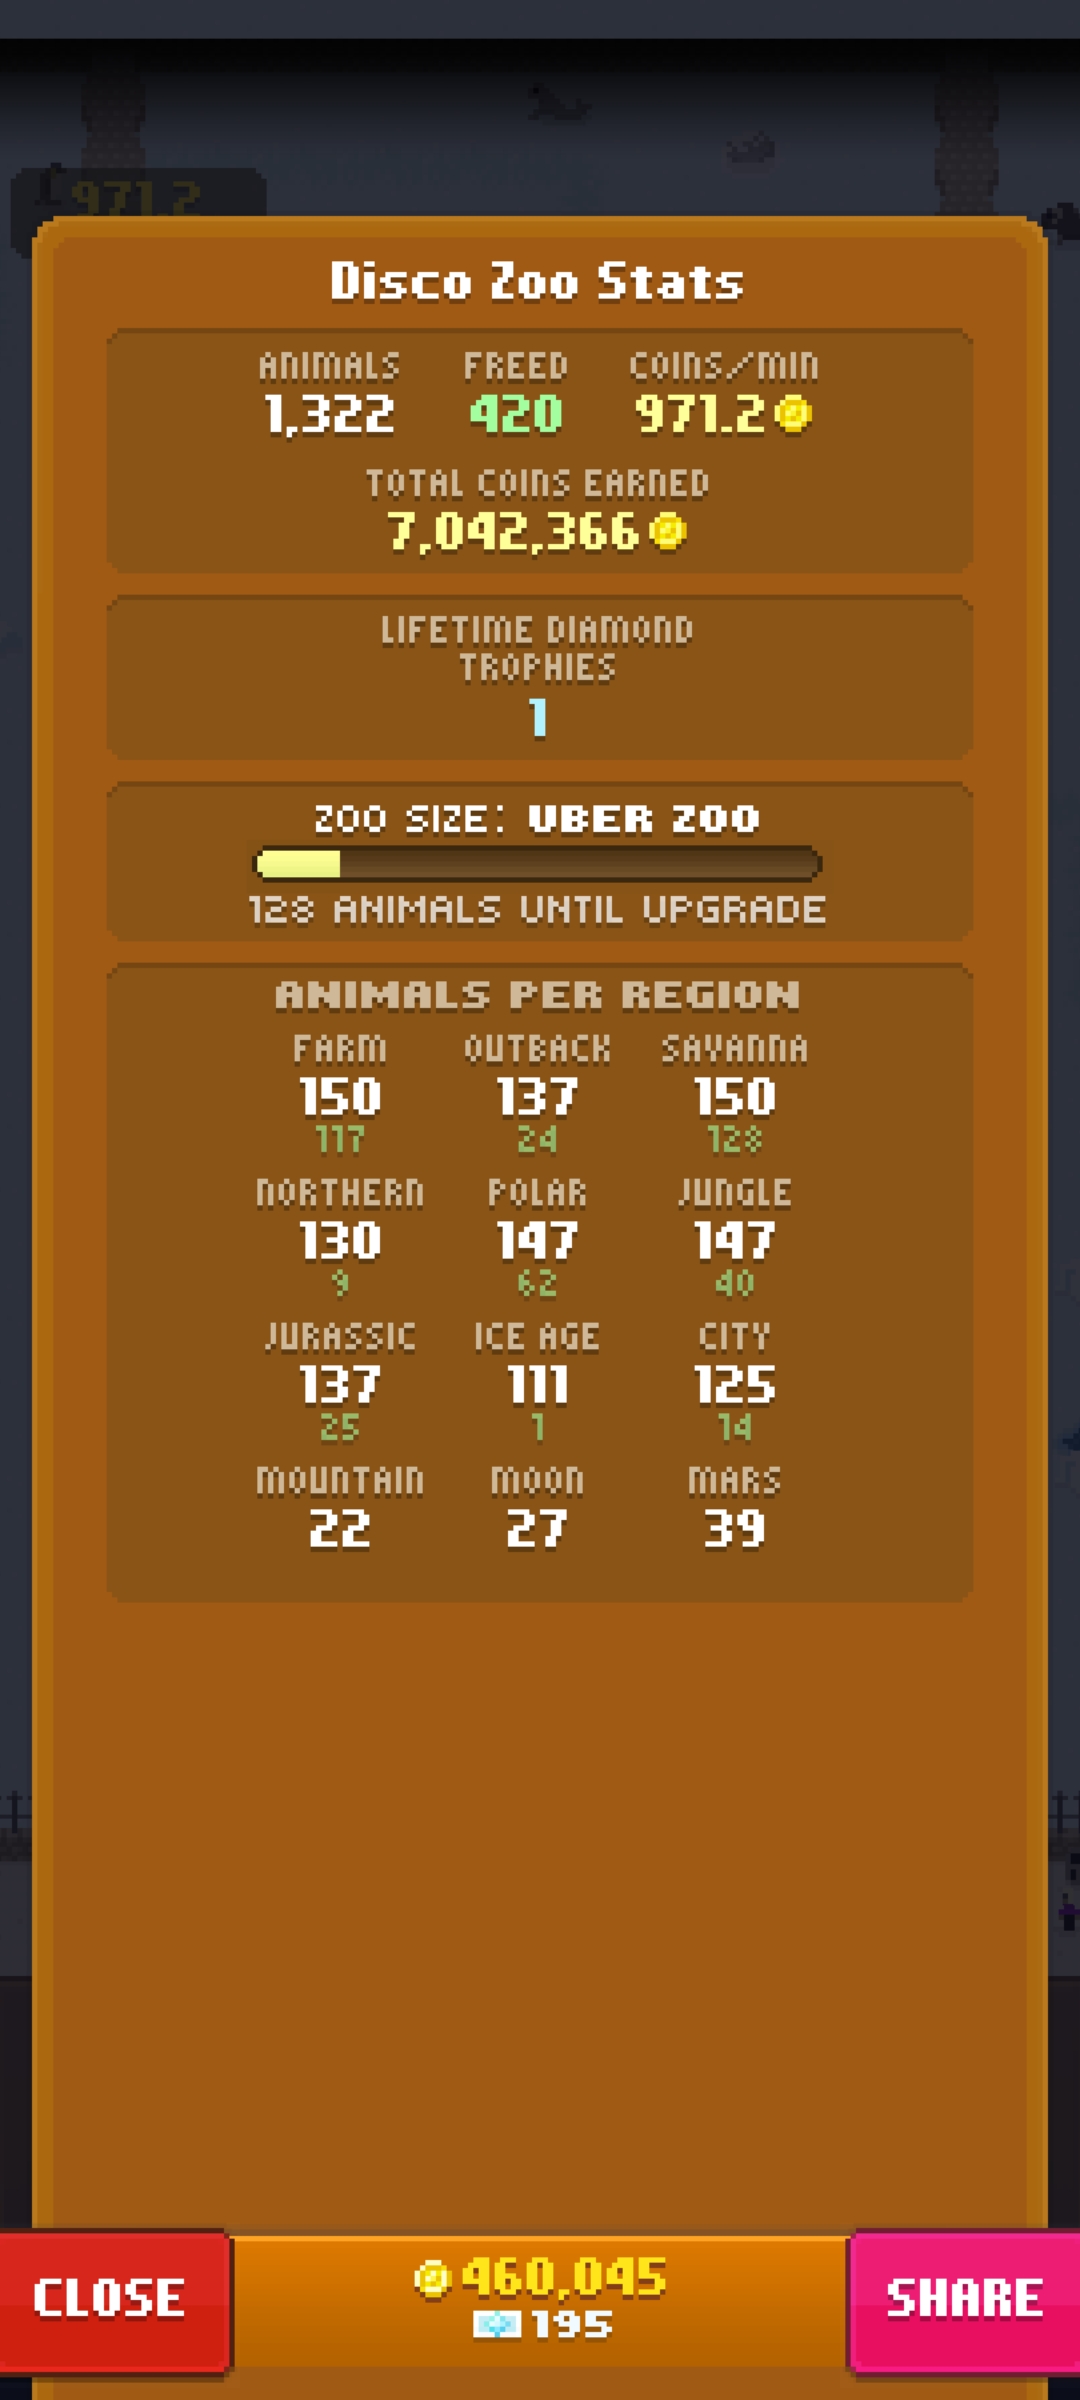 971.2
Disco Zoo Stats
ANIMALS FREED COINS/MIN
1,322 420 971.2
TOTAL COINS EARNED
7,042,366
LIFETIME DIAMOND
TROPHIES
1
ZOO SIZE: UBER ZOO
128 ANIMALS UNTIL UPGRADE
ANIMALS PER REGION
FARM OUTBACK SAVANNA
150 137 150
117 24 128
NORTHERN POLAR JUNGLE
130 147 147
9 62 40
JURASSIC ICE AGE CITY
137 111 125
25 1 14
MOUNTAIN MOON MARS
22 27 39
CLOSE 460,045 SHARE
195